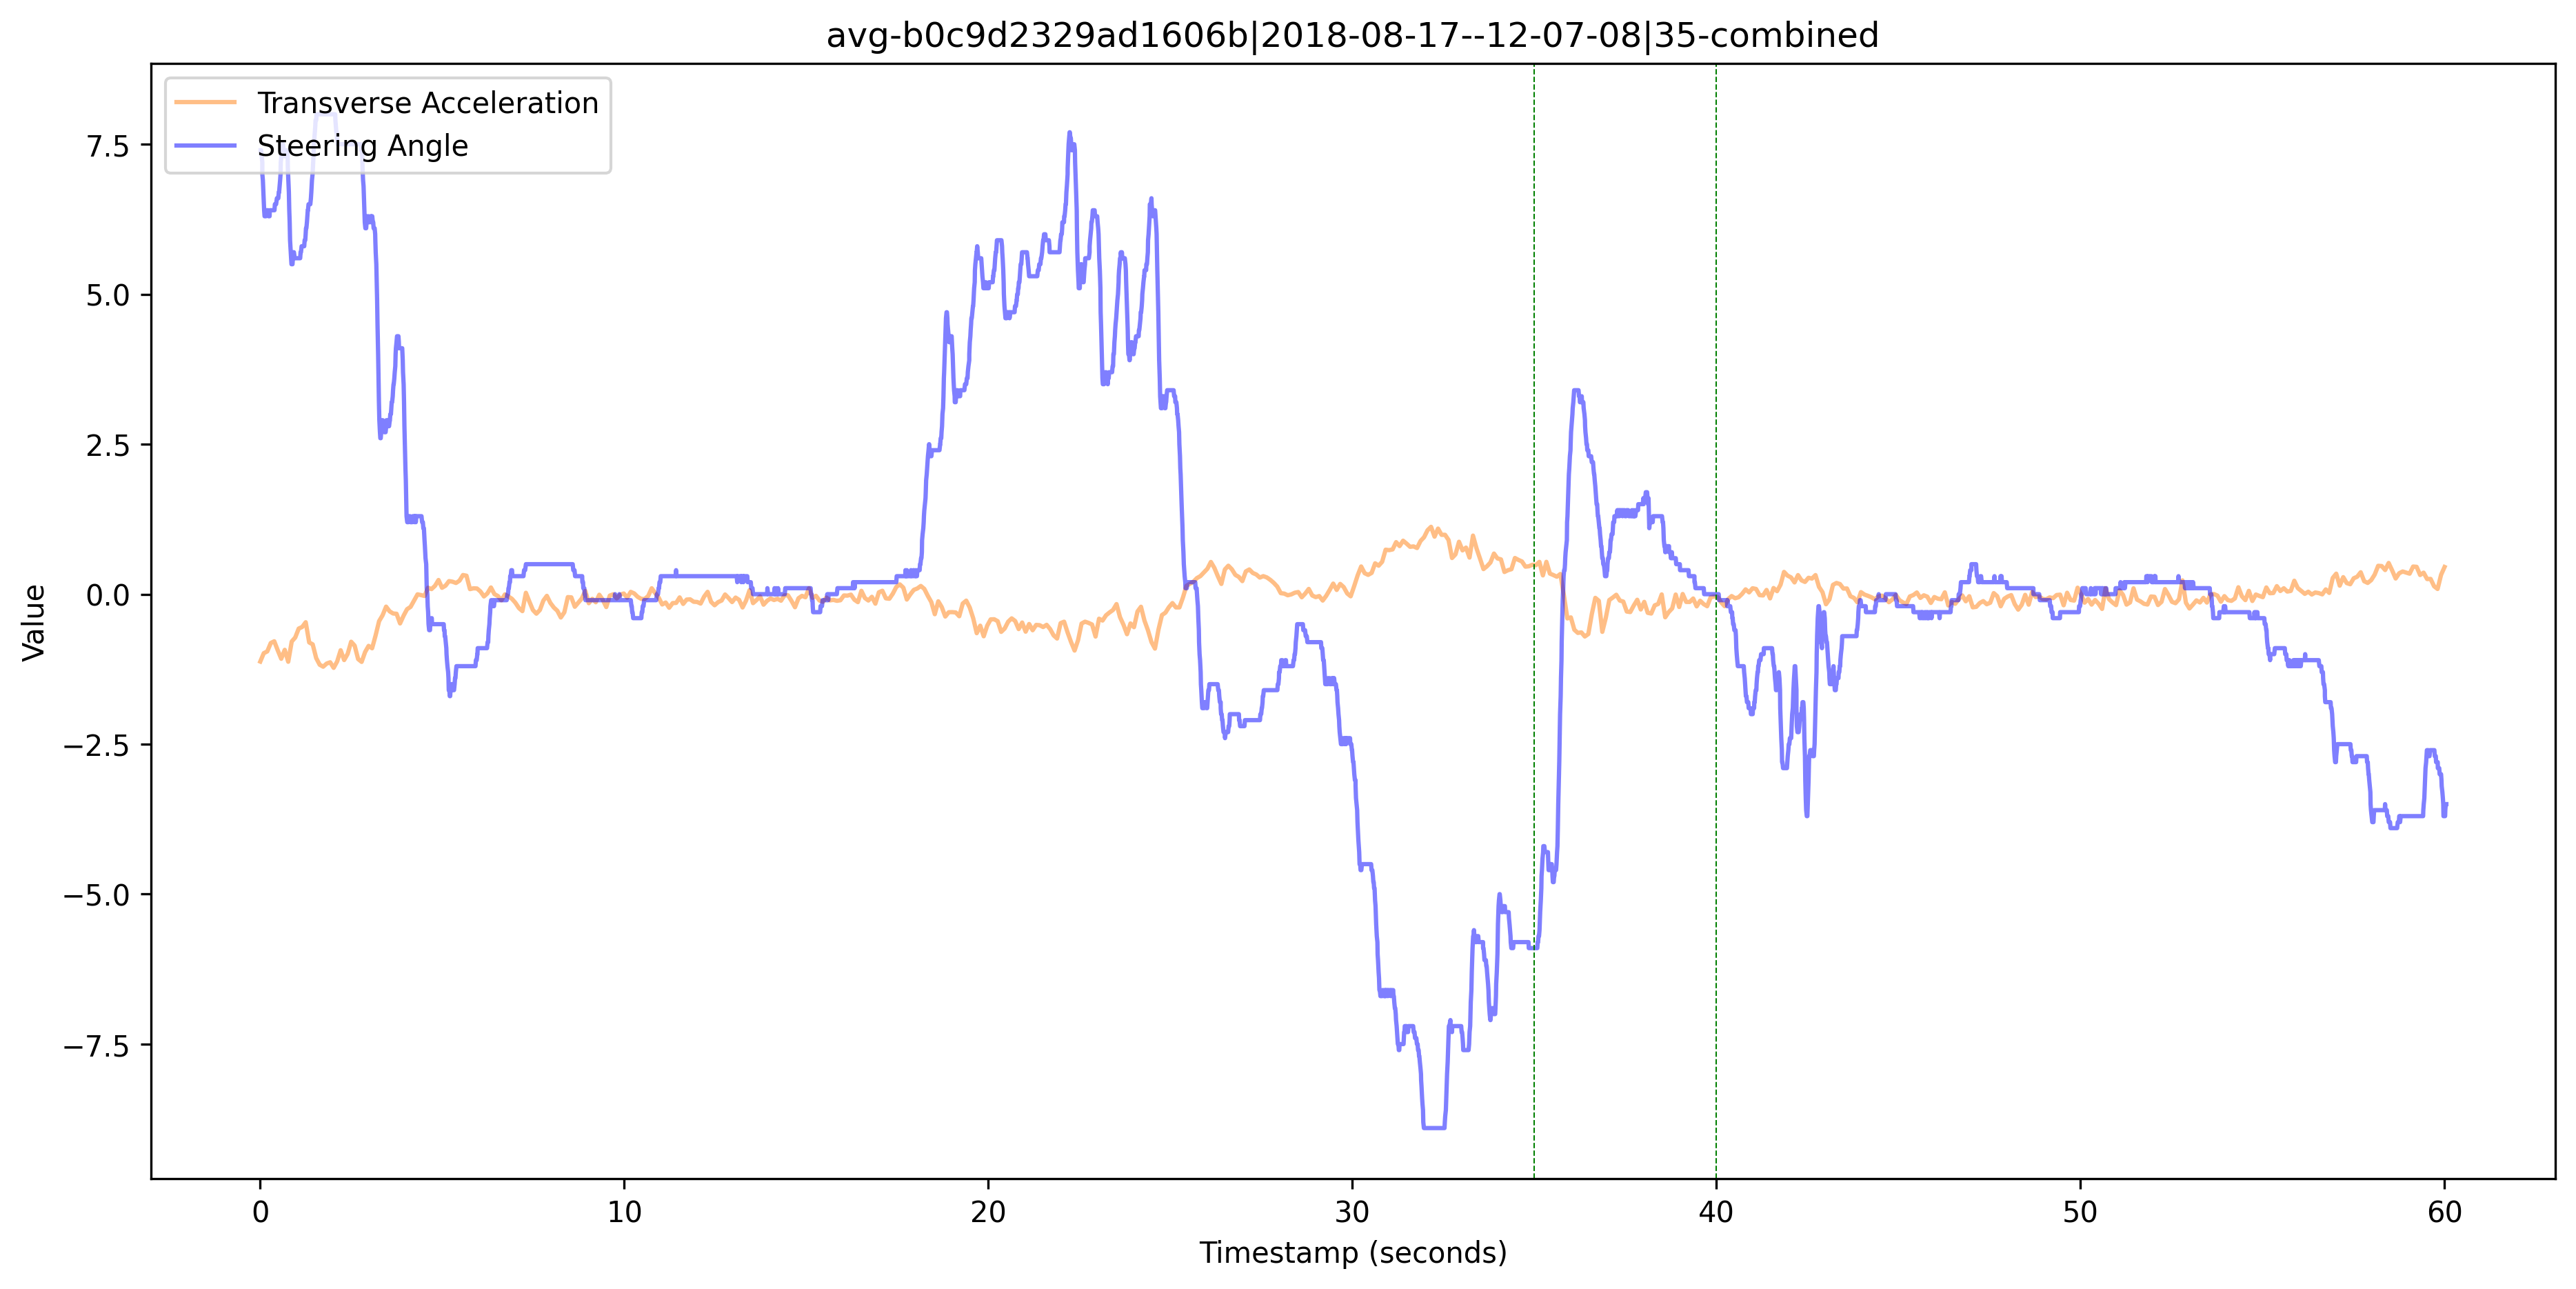 avg-b0c9d2329ad1606b|2018-08-17--12-07-08|35-combined
Transverse Acceleration
Steering Angle
7.5
5.0
2.5
0.0
−2.5
−5.0
−7.5
Value
0 10 20 30 40 50 60
Timestamp (seconds)